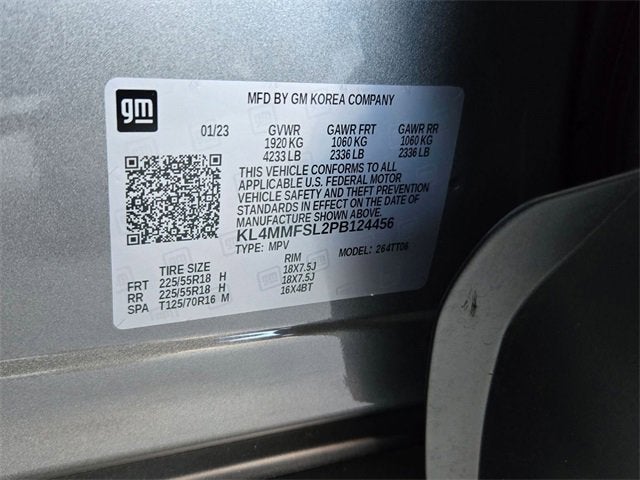 gm
MFD BY GM KOREA COMPANY
01/23 GVWR GAWR FRT GAWR RR
1920 KG 1060 KG 1060 KG
4233 LB 2336 LB 2336 LB
THIS VEHICLE CONFORMS TO ALL
APPLICABLE U.S. FEDERAL MOTOR
VEHICLE SAFETY AND THEFT PREVENTION
STANDARDS IN EFFECT ON THE DATE OF
MANUFACTURE SHOWN ABOVE.
KL4MMFSL2PB124456
TYPE: MPV MODEL: 264TT06
TIRE SIZE RIM
FRT 225/55R18 H 18X7.5J
RR 225/55R18 H 18X7.5J
SPA T125/70R16 M 16X4BT